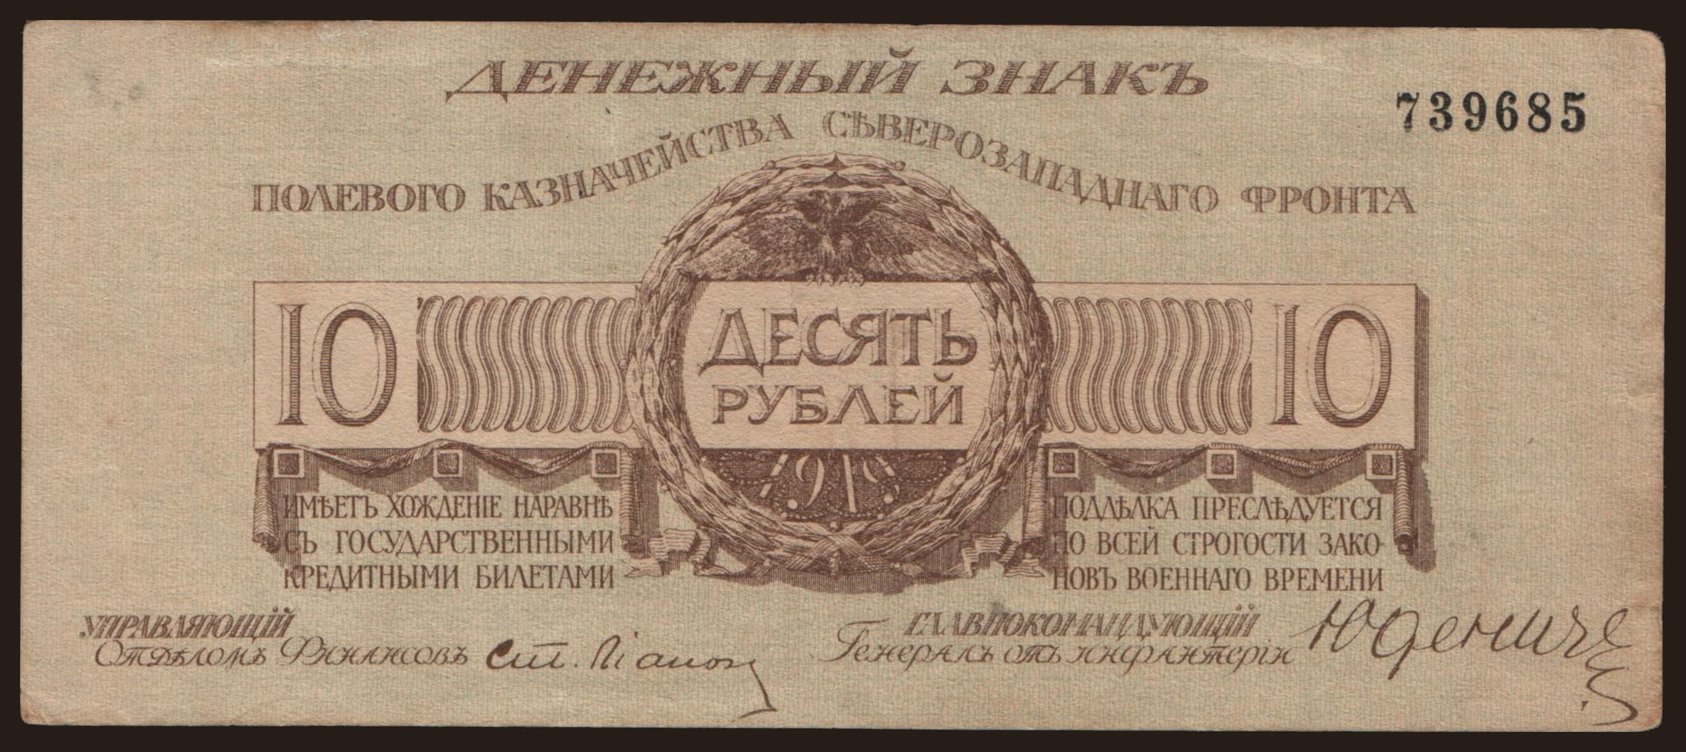 ДЕНЕЖНЫЙ ЗНАКЪ
739685
ПОЛЕВОГО КАЗНАЧЕЙСТВА СѢВЕРОЗАПАДНАГО ФРОНТА
10
ДЕСЯТЬ
РУБЛЕЙ
10
1919
ИМѢЕТЪ ХОЖДЕНІЕ НАРАВНѢ
СЪ ГОСУДАРСТВЕННЫМИ
КРЕДИТНЫМИ БИЛЕТАМИ
ПОДДѢЛКА ПРЕСЛѢДУЕТСЯ
ПО ВСЕЙ СТРОГОСТИ ЗАКО-
НОВЪ ВОЕННАГО ВРЕМЕНИ
УПРАВЛЯЮЩІЙ
Отдѣломъ Финансовъ
ГЛАВНОКОМАНДУЮЩІЙ
Генералъ отъ инфантеріи
Юденичъ